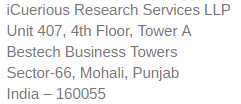 iCuerious Research Services LLP
Unit 407, 4th Floor, Tower A
Bestech Business Towers
Sector-66, Mohali, Punjab
India – 160055